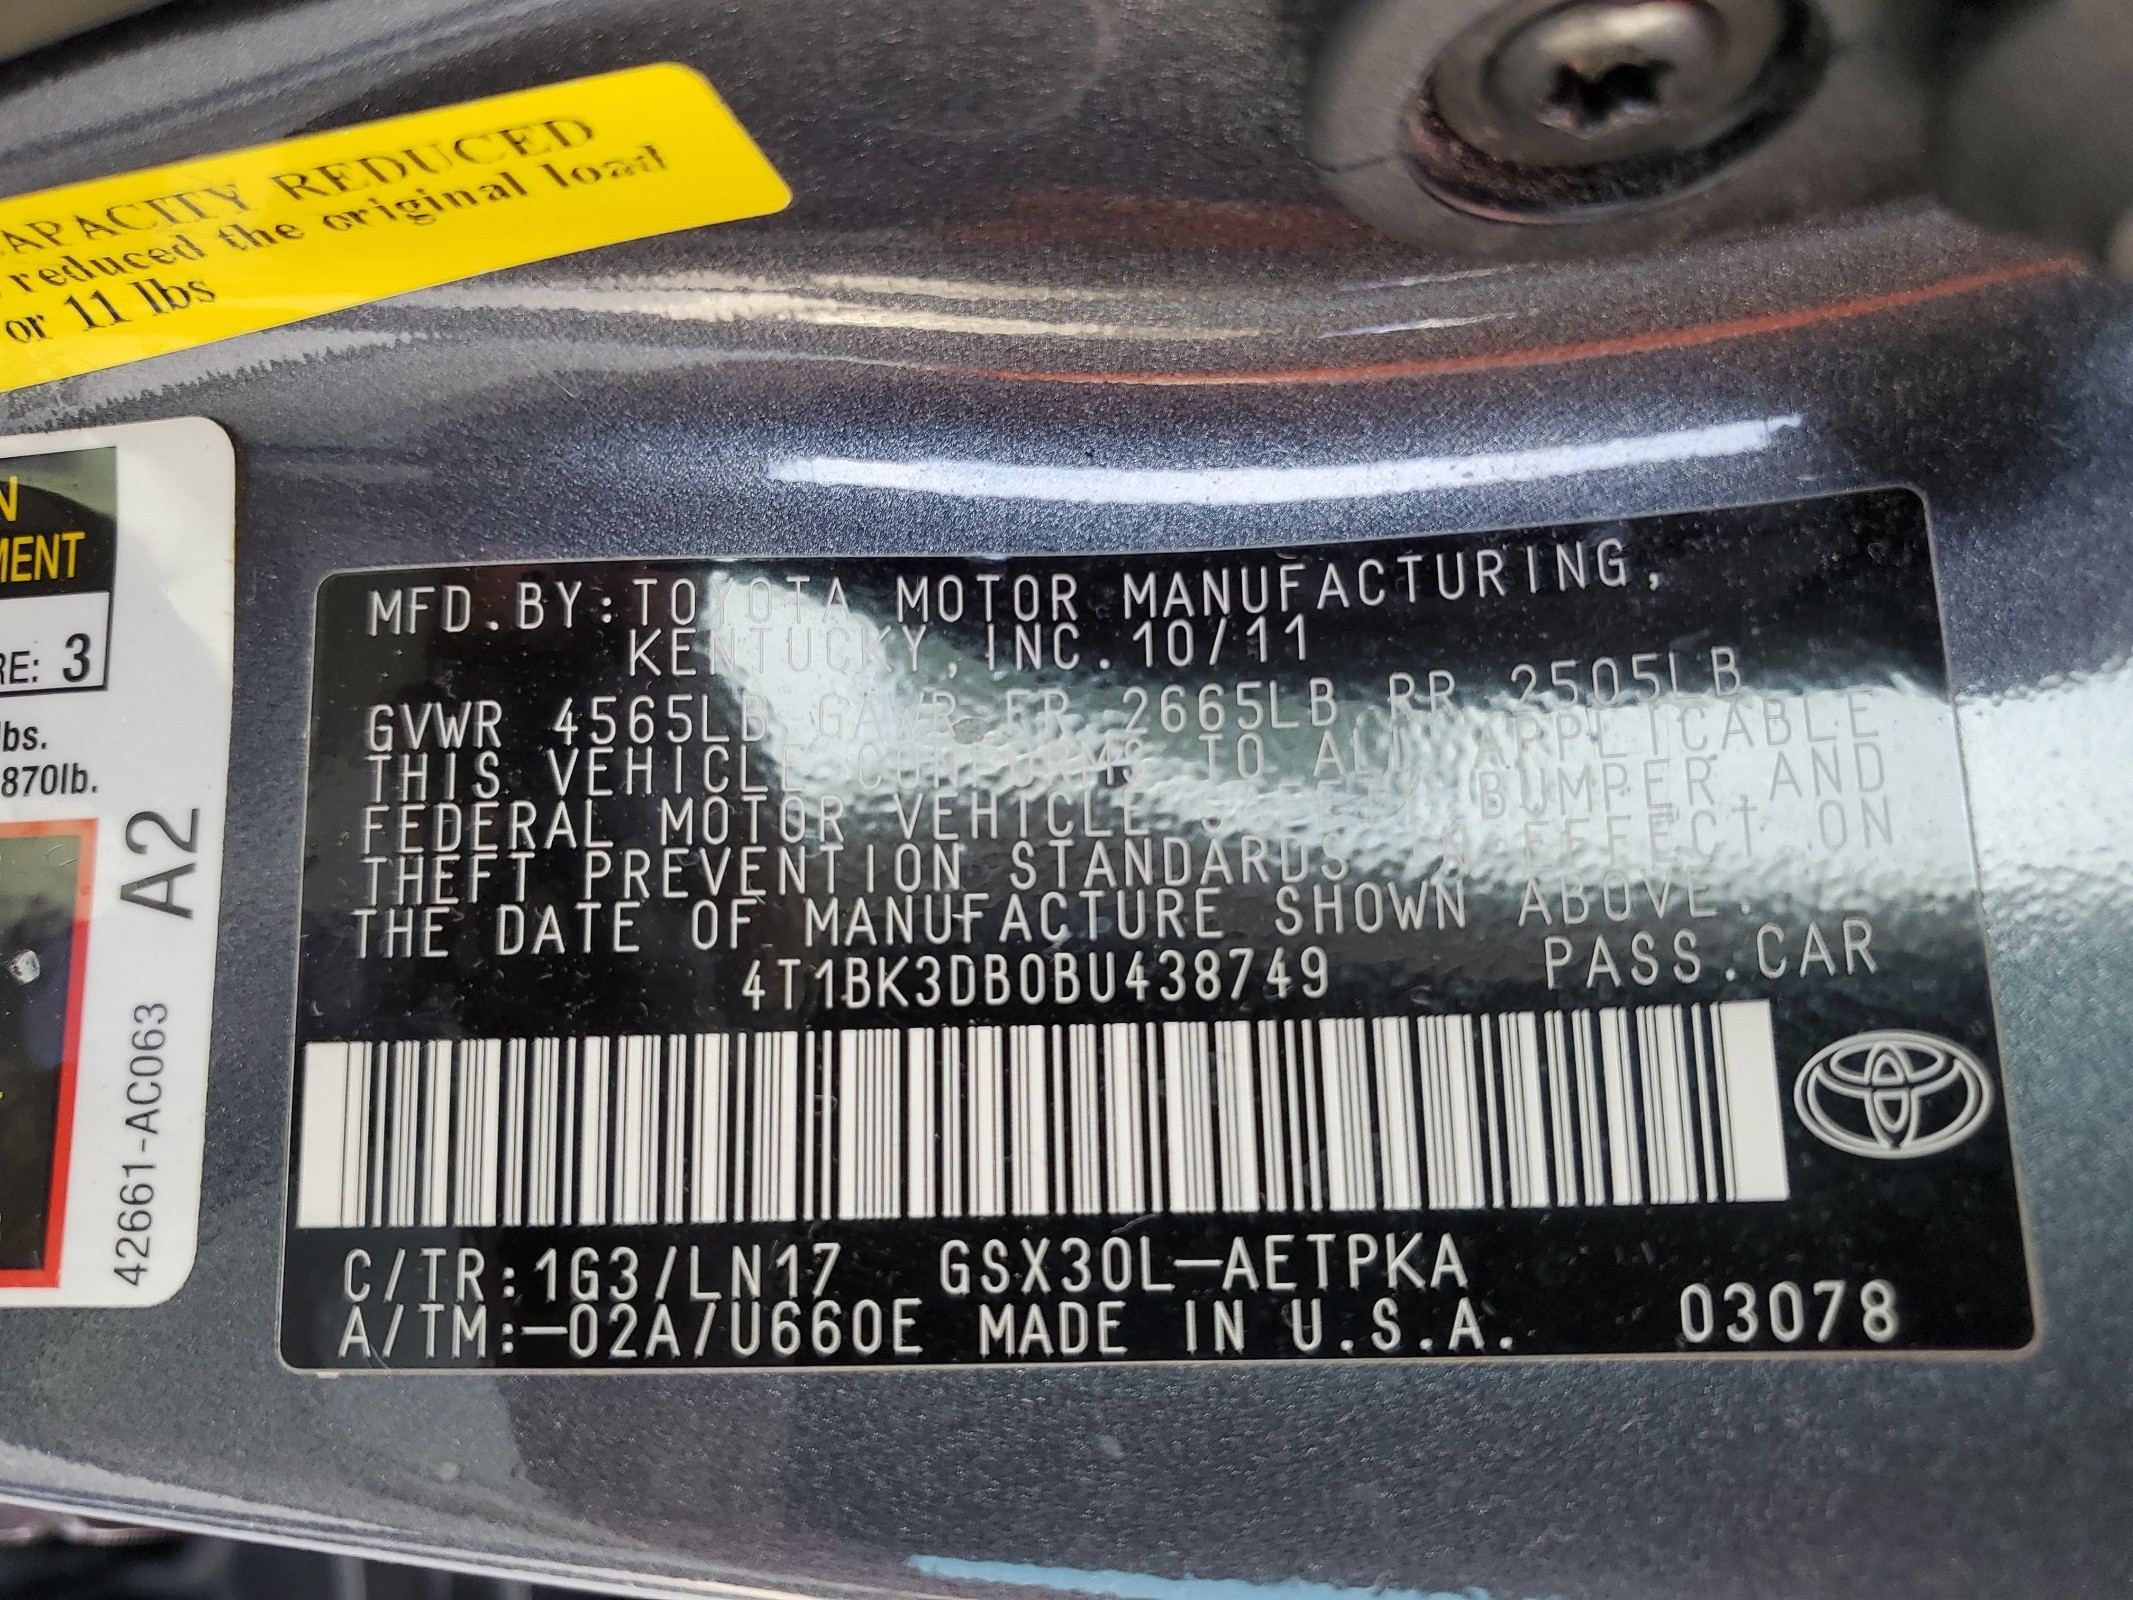 CAPACITY REDUCED
reduced the original load
or 11 lbs
N
MENT
RE: 3
lbs.
870lb.
A2
42661-AC063
MFD.BY:TOYOTA MOTOR MANUFACTURING,
KENTUCKY,INC.10/11
GVWR 4565LB GAWR FR 2665LB RR 2505LB
THIS VEHICLE CONFORMS TO ALL APPLICABLE
FEDERAL MOTOR VEHICLE SAFETY BUMPER AND
THEFT PREVENTION STANDARDS IN EFFECT ON
THE DATE OF MANUFACTURE SHOWN ABOVE.
4T1BK3DB0BU438749 PASS.CAR
C/TR:1G3/LN17 GSX30L-AETPKA
A/TM:-02A/U660E MADE IN U.S.A. 03078